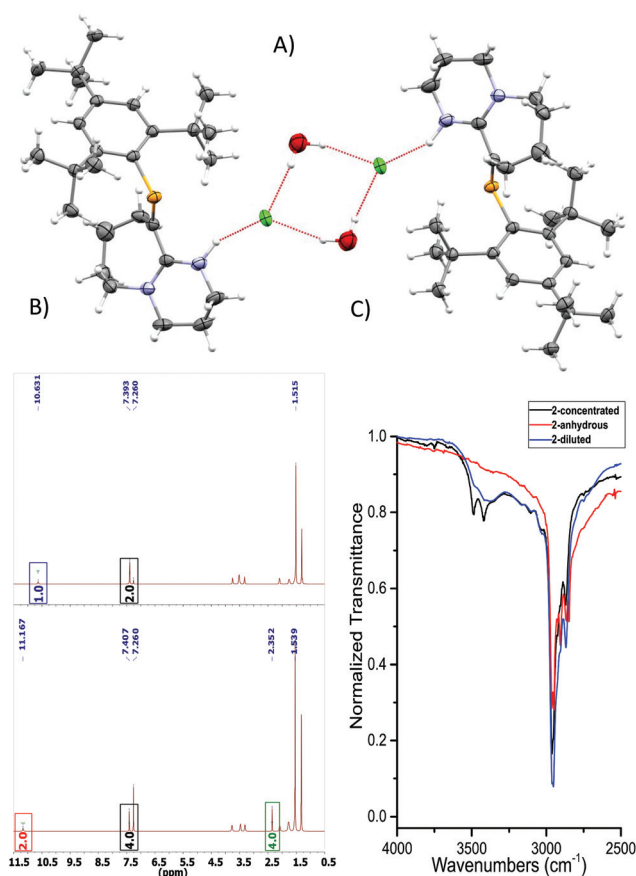 A)
B)
C)
10.631
7.393
7.260
1.515
1.0
2.0
11.167
7.407
7.260
2.352
1.539
2.0
4.0
4.0
11.5 10.5 9.5 8.5 7.5 6.5 5.5 4.5 3.5 2.5 1.5 0.5
(ppm)
2-concentrated
2-anhydrous
2-diluted
Normalized Transmittance
1.0
0.8
0.6
0.4
0.2
0.0
4000 3500 3000 2500
Wavenumbers (cm-1)